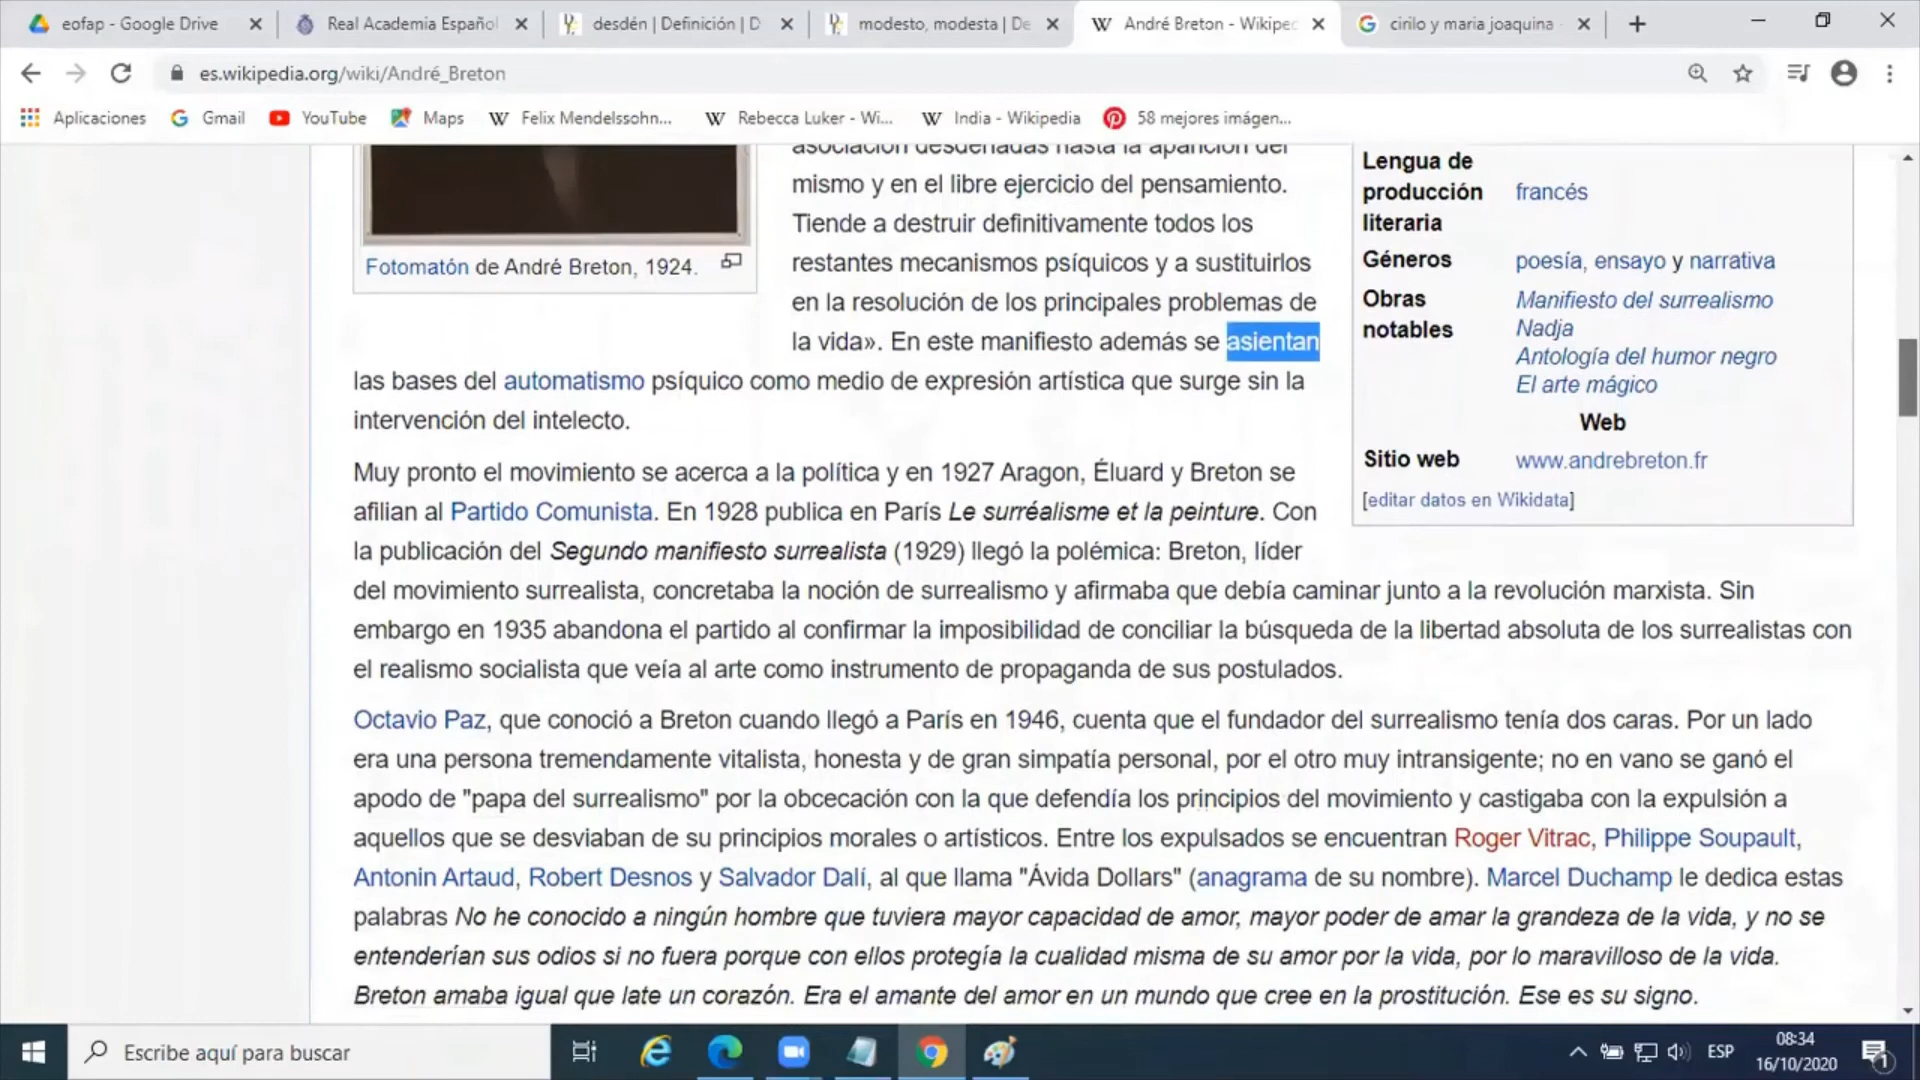 eofap - Google Drive
Real Academia Español
desdén | Definición | D
modesto, modesta | De
André Breton - Wikipec
cirilo y maria joaquina
es.wikipedia.org/wiki/André_Breton
Aplicaciones
Gmail
YouTube
Maps
Felix Mendelssohn...
Rebecca Luker - Wi...
India - Wikipedia
58 mejores imágen...
asociación desdeñadas hasta la aparición del
mismo y en el libre ejercicio del pensamiento.
Tiende a destruir definitivamente todos los
restantes mecanismos psíquicos y a sustituirlos
en la resolución de los principales problemas de
la vida». En este manifiesto además se asientan
las bases del automatismo psíquico como medio de expresión artística que surge sin la
intervención del intelecto.
Fotomatón de André Breton, 1924.
Muy pronto el movimiento se acerca a la política y en 1927 Aragon, Éluard y Breton se
afilian al Partido Comunista. En 1928 publica en París Le surréalisme et la peinture. Con
la publicación del Segundo manifiesto surrealista (1929) llegó la polémica: Breton, líder
del movimiento surrealista, concretaba la noción de surrealismo y afirmaba que debía caminar junto a la revolución marxista. Sin
embargo en 1935 abandona el partido al confirmar la imposibilidad de conciliar la búsqueda de la libertad absoluta de los surrealistas con
el realismo socialista que veía al arte como instrumento de propaganda de sus postulados.
Octavio Paz, que conoció a Breton cuando llegó a París en 1946, cuenta que el fundador del surrealismo tenía dos caras. Por un lado
era una persona tremendamente vitalista, honesta y de gran simpatía personal, por el otro muy intransigente; no en vano se ganó el
apodo de "papa del surrealismo" por la obcecación con la que defendía los principios del movimiento y castigaba con la expulsión a
aquellos que se desviaban de su principios morales o artísticos. Entre los expulsados se encuentran Roger Vitrac, Philippe Soupault,
Antonin Artaud, Robert Desnos y Salvador Dalí, al que llama "Ávida Dollars" (anagrama de su nombre). Marcel Duchamp le dedica estas
palabras No he conocido a ningún hombre que tuviera mayor capacidad de amor, mayor poder de amar la grandeza de la vida, y no se
entenderían sus odios si no fuera porque con ellos protegía la cualidad misma de su amor por la vida, por lo maravilloso de la vida.
Breton amaba igual que late un corazón. Era el amante del amor en un mundo que cree en la prostitución. Ese es su signo.
Lengua de
producción francés
literaria
Géneros poesía, ensayo y narrativa
Obras Manifiesto del surrealismo
notables Nadja
Antología del humor negro
El arte mágico
Web
Sitio web www.andrebreton.fr
[editar datos en Wikidata]
Escribe aquí para buscar
ESP
08:34
16/10/2020
1